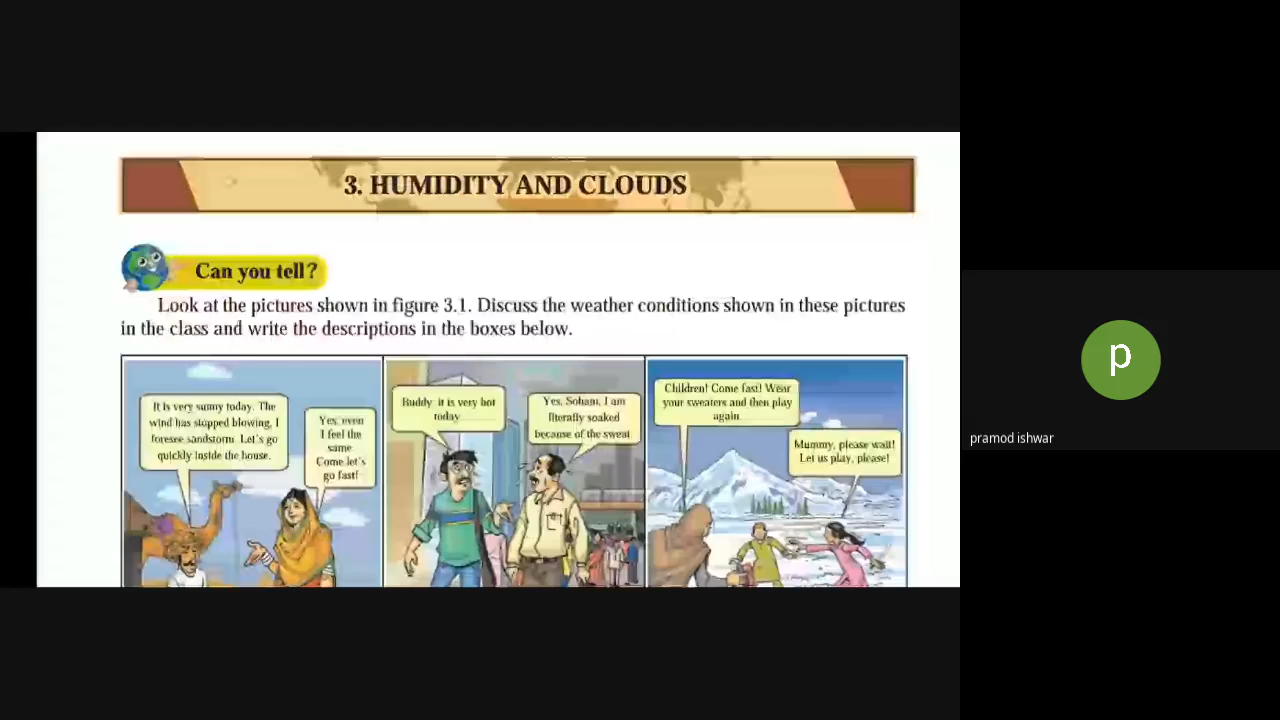 3. HUMIDITY AND CLOUDS
Can you tell?
Look at the pictures shown in figure 3.1. Discuss the weather conditions shown in these pictures
in the class and write the descriptions in the boxes below.
It is very sunny today. The
wind has stopped blowing, I
foresee sandstorm. Let's go
quickly inside the house.
Yes, even
I feel the
same
Come let's
go fast!
Buddy it is very hot
today
Yes, Soham, I am
literally soaked
because of the sweat
Children! Come fast! Wear
your sweaters and then play
again.
Mummy, please wait!
Let us play, please!
p
pramod ishwar